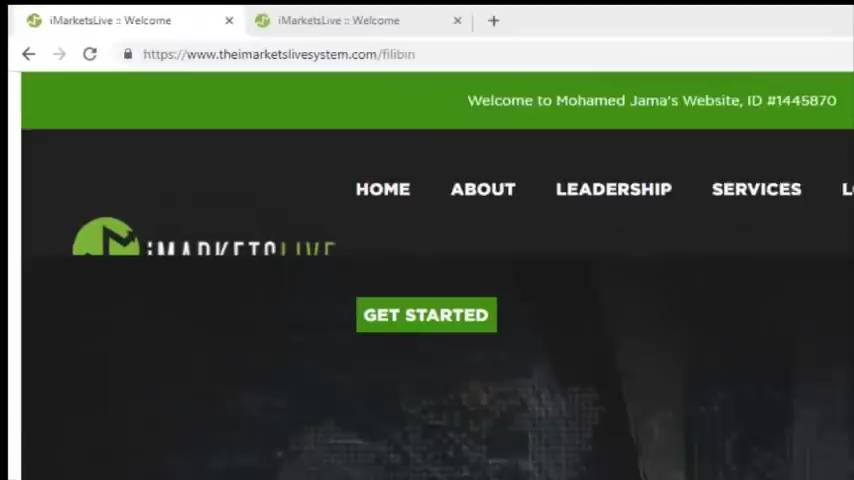 iMarketsLive :: Welcome
iMarketsLive :: Welcome
https://www.theimarketslivesystem.com/filibin
Welcome to Mohamed Jama's Website, ID #1445870
HOME ABOUT LEADERSHIP SERVICES
iMARKETSLIVE
GET STARTED